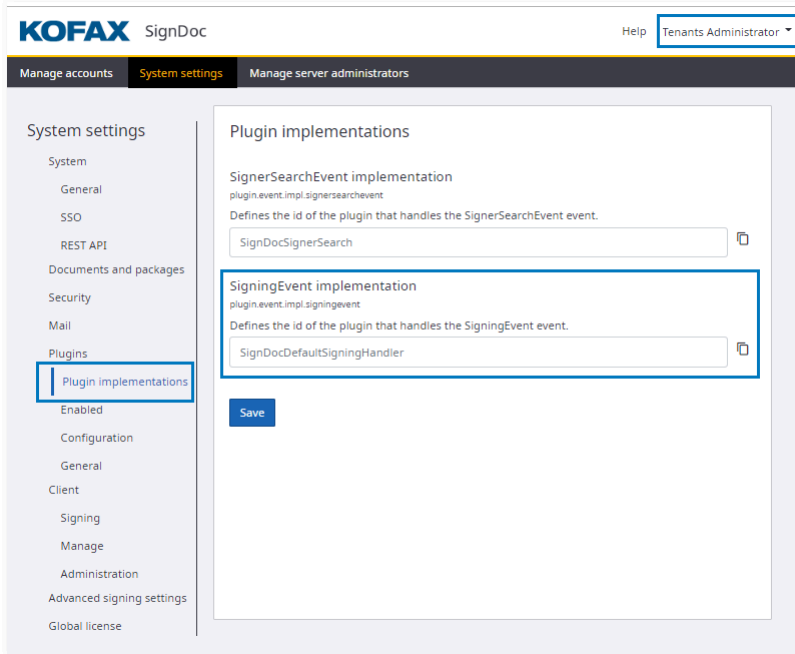 KOFAX SignDoc
Help Tenants Administrator
Manage accounts System settings Manage server administrators
System settings
System
General
SSO
REST API
Documents and packages
Security
Mail
Plugins
Plugin implementations
Enabled
Configuration
General
Client
Signing
Manage
Administration
Advanced signing settings
Global license
Plugin implementations
SignerSearchEvent implementation
plugin.event.impl.signersearchevent
Defines the id of the plugin that handles the SignerSearchEvent event.
SignDocSignerSearch
SigningEvent implementation
plugin.event.impl.signingevent
Defines the id of the plugin that handles the SigningEvent event.
SignDocDefaultSigningHandler
Save